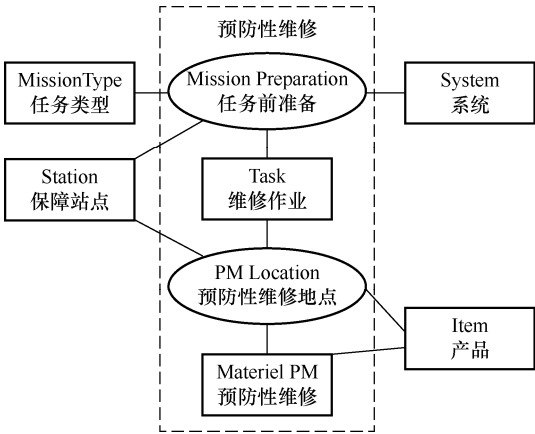 预防性维修
MissionType
任务类型
Mission Preparation
任务前准备
System
系统
Station
保障站点
Task
维修作业
PM Location
预防性维修地点
Item
产品
Materiel PM
预防性维修